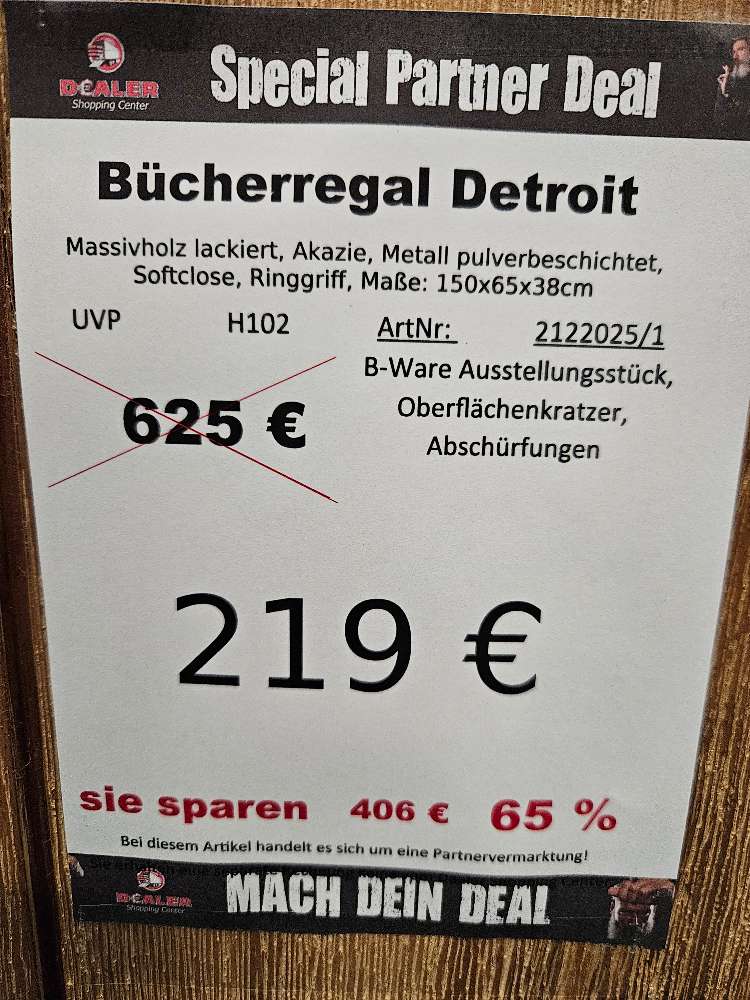 DEALER
Shopping Center
Special Partner Deal
Bücherregal Detroit
Massivholz lackiert, Akazie, Metall pulverbeschichtet,
Softclose, Ringgriff, Maße: 150x65x38cm
UVP H102 ArtNr: 2122025/1
B-Ware Ausstellungsstück,
625 €
Oberflächenkratzer,
Abschürfungen
219 €
sie sparen 406 € 65 %
Bei diesem Artikel handelt es sich um eine Partnervermarktung!
DEALER
Shopping Center
MACH DEIN DEAL